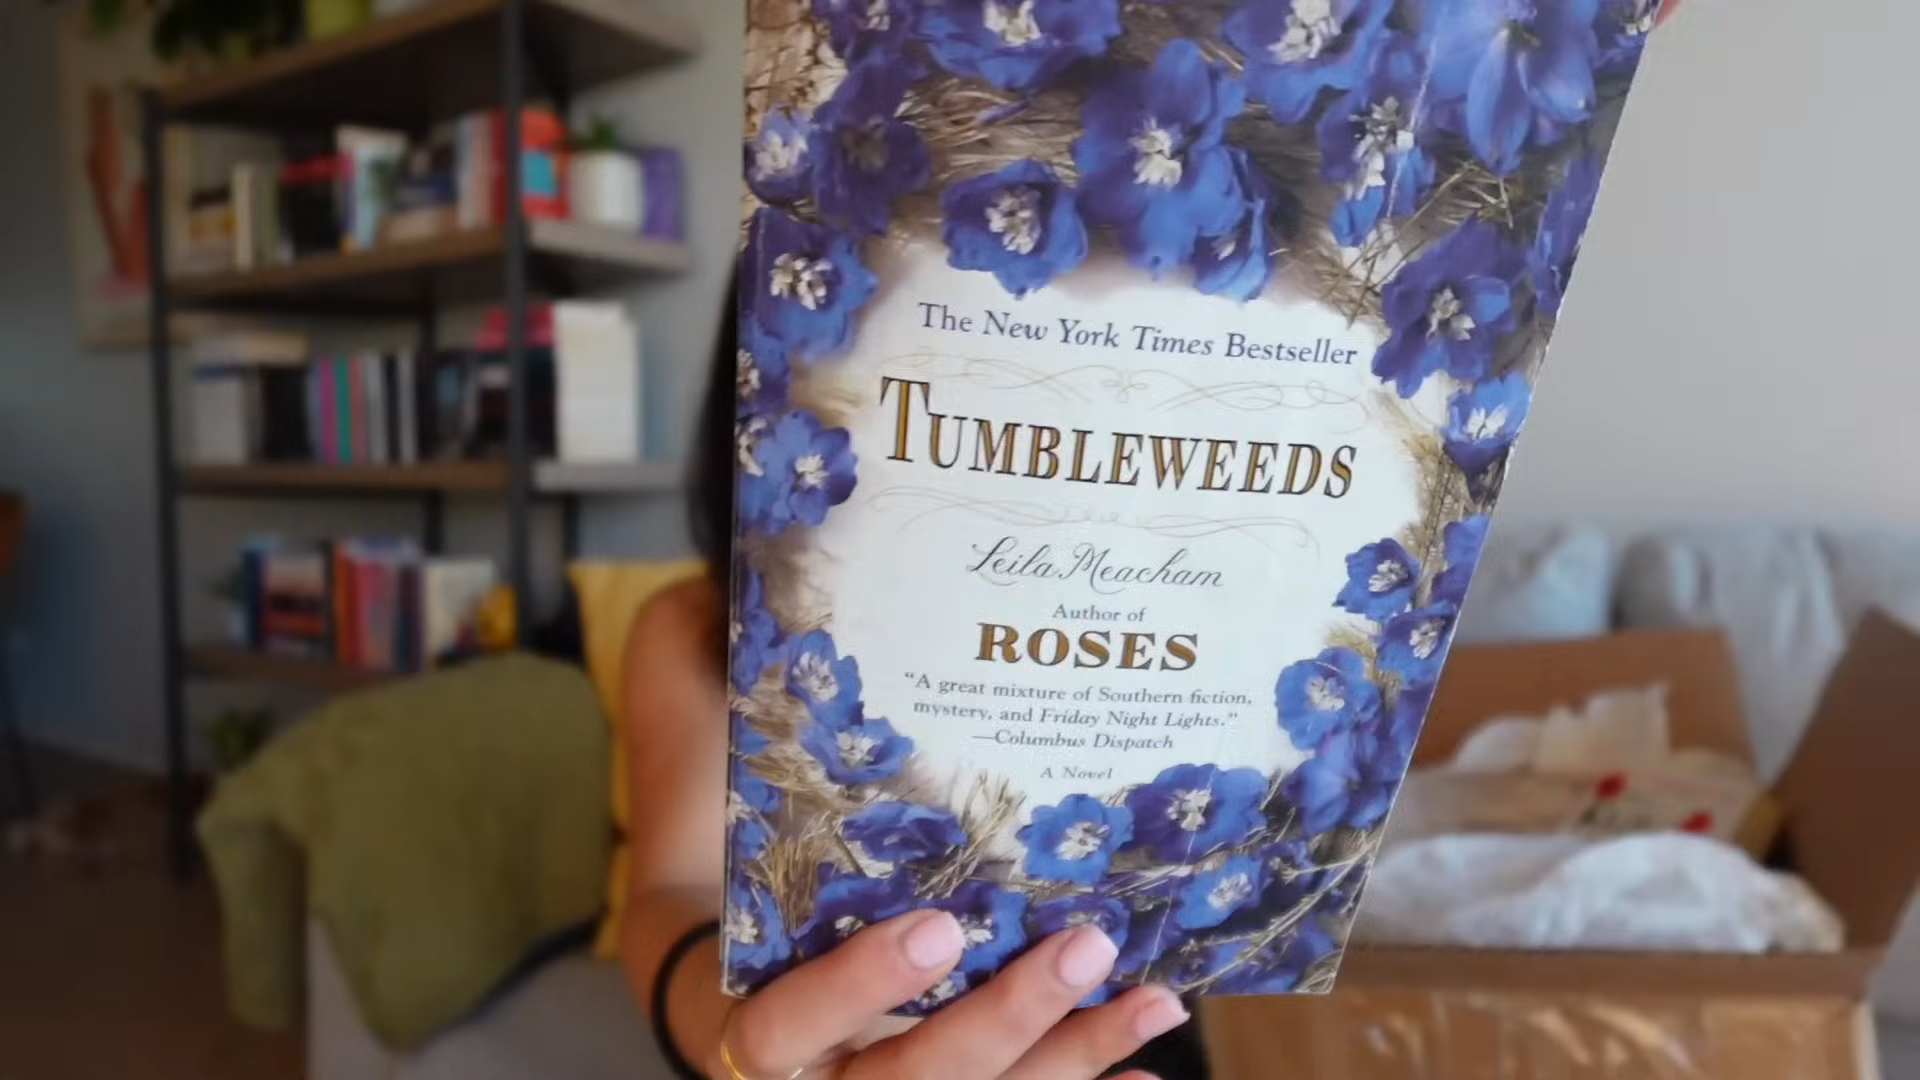 The New York Times Bestseller
TUMBLEWEEDS
Leila Meacham
Author of
ROSES
“A great mixture of Southern fiction,
mystery, and Friday Night Lights.”
—Columbus Dispatch
A Novel